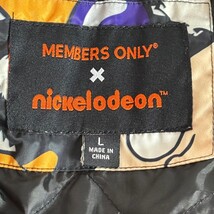 MEMBERS ONLY®
×
nickelodeon™
L
MADE IN
CHINA